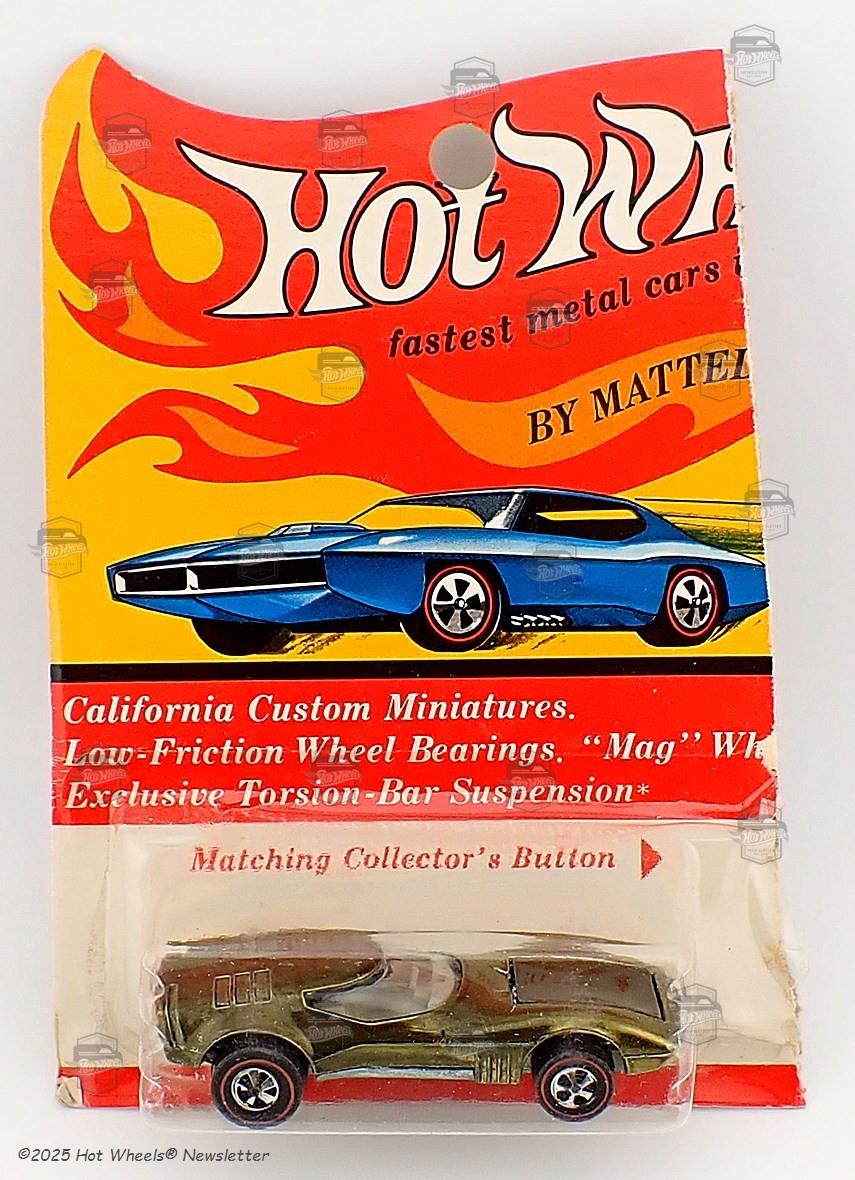 Hot Wh
fastest metal cars
BY MATTEL
California Custom Miniatures.
Low-Friction Wheel Bearings. “Mag” Wh
Exclusive Torsion-Bar Suspension*
Matching Collector's Button
©2025 Hot Wheels® Newsletter